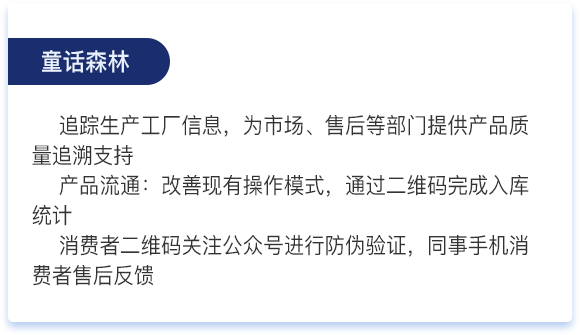 童话森林
追踪生产工厂信息，为市场、售后等部门提供产品质
量追溯支持
产品流通：改善现有操作模式，通过二维码完成入库
统计
消费者二维码关注公众号进行防伪验证，同事手机消
费者售后反馈